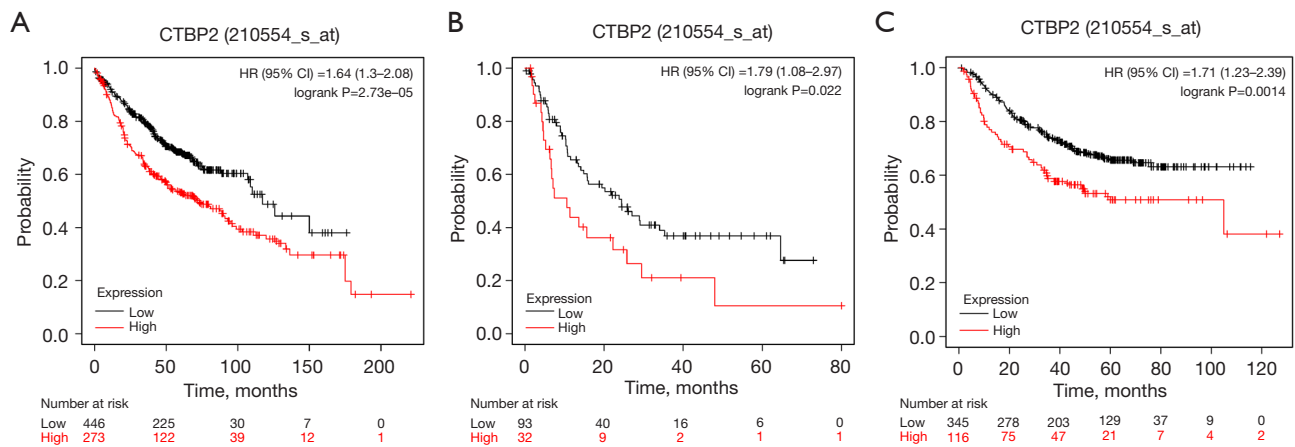 A
CTBP2 (210554_s_at)
HR (95% CI) =1.64 (1.3–2.08)
logrank P=2.73e–05
Probability
1.0
0.8
0.6
0.4
0.2
0.0
Expression
Low
High
0 50 100 150 200
Time, months
Number at risk
Low 446 225 30 7 0
High 273 122 39 12 1
B
CTBP2 (210554_s_at)
HR (95% CI) =1.79 (1.08–2.97)
logrank P=0.022
Probability
1.0
0.8
0.6
0.4
0.2
0.0
Expression
Low
High
0 20 40 60 80
Time, months
Number at risk
Low 93 40 16 6 0
High 32 9 2 1 1
C
CTBP2 (210554_s_at)
HR (95% CI) =1.71 (1.23–2.39)
logrank P=0.0014
Probability
1.0
0.8
0.6
0.4
0.2
0.0
Expression
Low
High
0 20 40 60 80 100 120
Time, months
Number at risk
Low 345 278 203 129 37 9 0
High 116 75 47 21 7 4 2